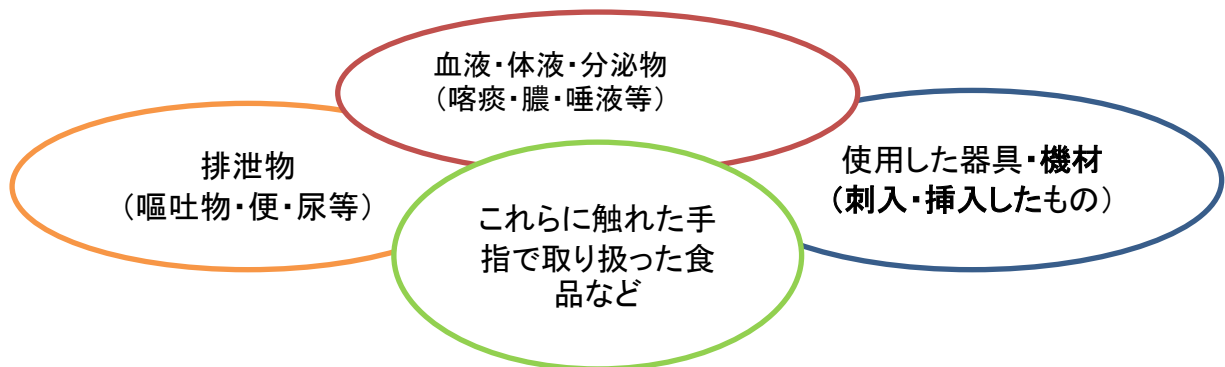 血液・体液・分泌物
（喀痰・膿・唾液等）
排泄物
（嘔吐物・便・尿等）
使用した器具・機材
（刺入・挿入したもの）
これらに触れた手
指で取り扱った食
品など